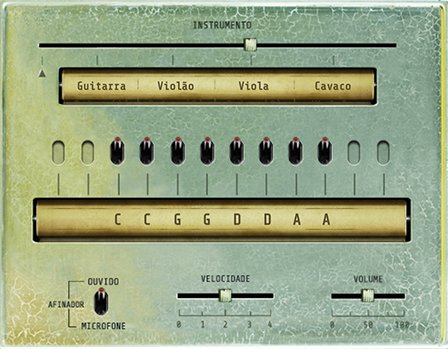 INSTRUMENTO
Guitarra Violão Viola Cavaco
C C G G D D A A
OUVIDO
AFINADOR
MICROFONE
VELOCIDADE
0 1 2 3 4
VOLUME
0 50 100